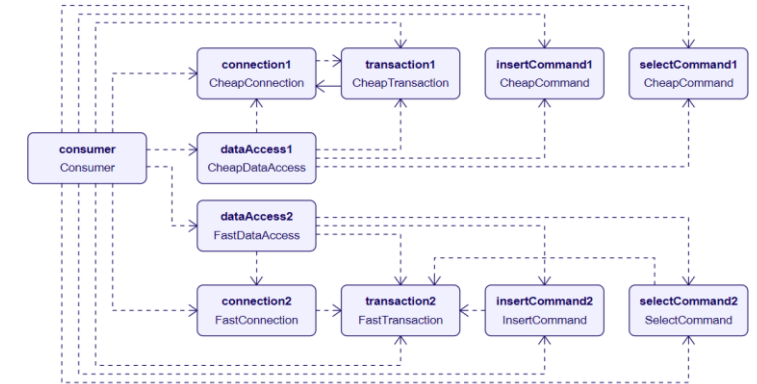 connection1
CheapConnection
transaction1
CheapTransaction
insertCommand1
CheapCommand
selectCommand1
CheapCommand
consumer
Consumer
dataAccess1
CheapDataAccess
dataAccess2
FastDataAccess
connection2
FastConnection
transaction2
FastTransaction
insertCommand2
InsertCommand
selectCommand2
SelectCommand